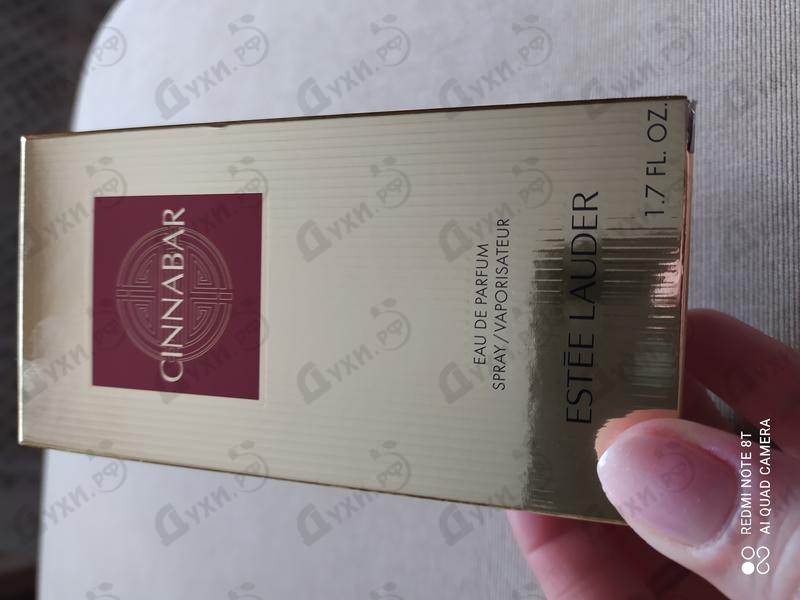 CINNABAR
EAU DE PARFUM
SPRAY/VAPORISATEUR
ESTĒE LAUDER
1.7 FL. OZ.
REDMI NOTE 8T
AI QUAD CAMERA
Духи.РФ